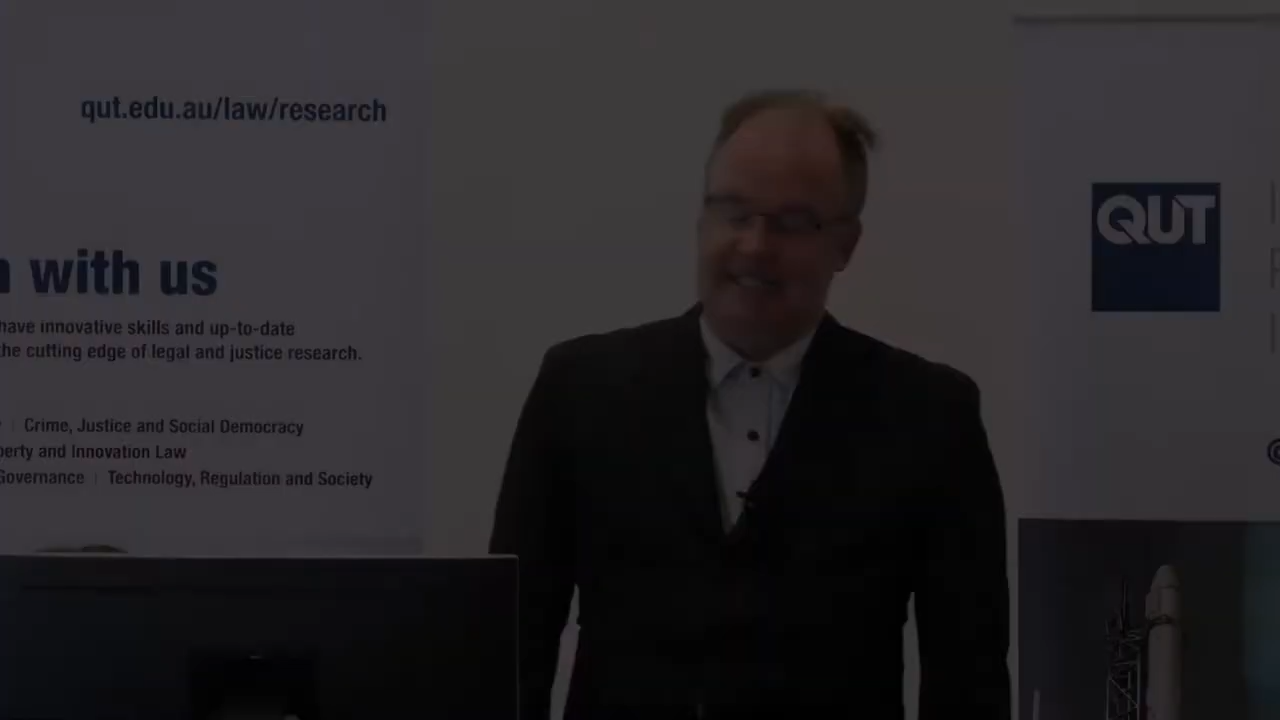 qut.edu.au/law/research
with us
have innovative skills and up-to-date
the cutting edge of legal and justice research.
Crime, Justice and Social Democracy
and Innovation Law
Governance | Technology, Regulation and Society
QUT